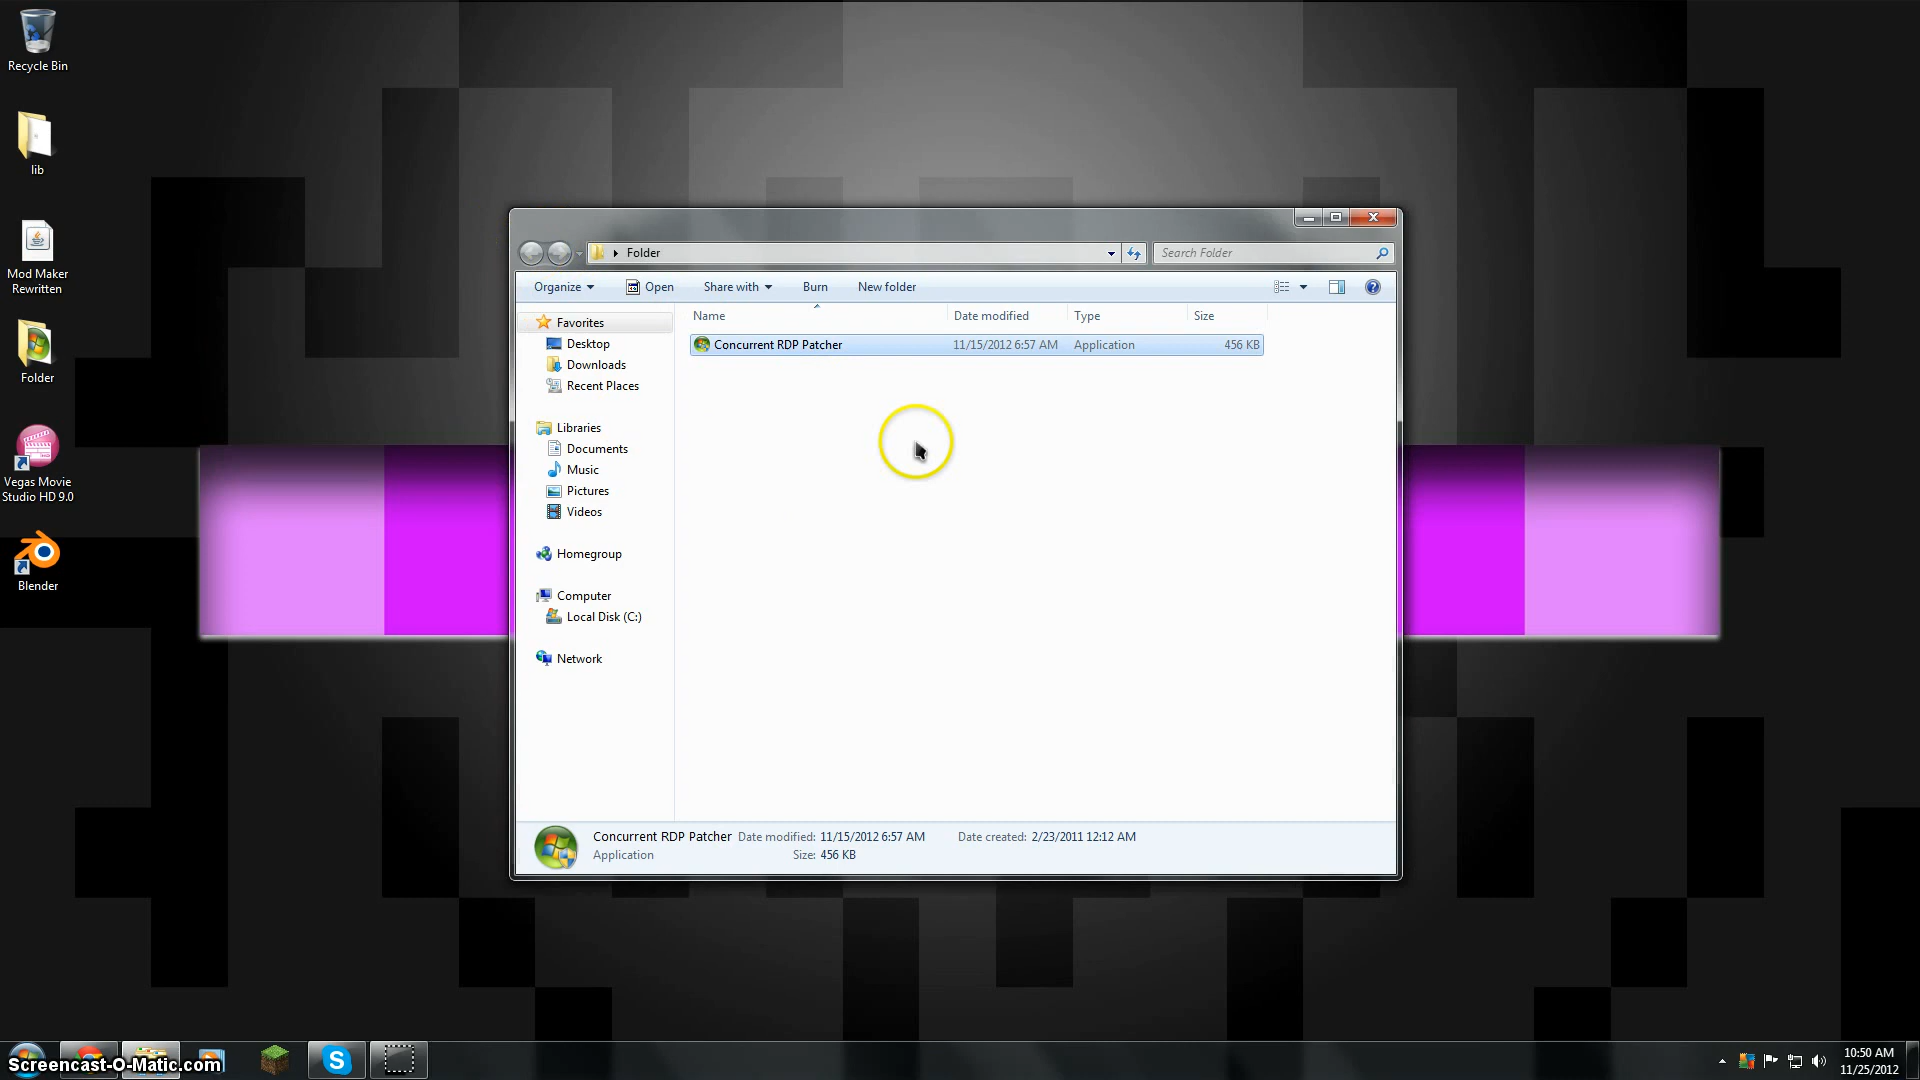 Recycle Bin
lib
Mod Maker
Rewritten
Folder
Vegas Movie
Studio HD 9.0
Blender
Folder
Search Folder
Organize
Open
Share with
Burn
New folder
Name
Date modified
Type
Size
Favorites
Desktop
Downloads
Recent Places
Libraries
Documents
Music
Pictures
Videos
Homegroup
Computer
Local Disk (C:)
Network
Concurrent RDP Patcher 11/15/2012 6:57 AM Application 456 KB
Concurrent RDP Patcher Date modified: 11/15/2012 6:57 AM Date created: 2/23/2011 12:12 AM
Application Size: 456 KB
Screencast-O-Matic.com
10:50 AM
11/25/2012